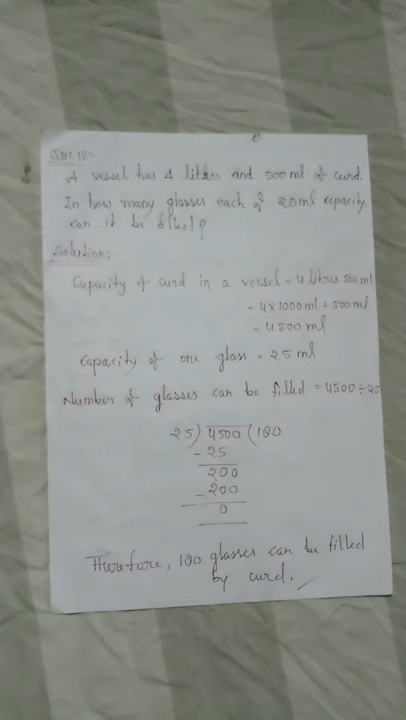 Que 18:-
A vessel has 4 litres and 500 ml of curd.
In how many glasses each of 25ml capacity
can it be filled?
Solution:
Capacity of curd in a vessel = 4 litres 500 ml
= 4 x 1000 ml + 500 ml
= 4500 ml
Capacity of one glass = 25 ml
Number of glasses can be filled = 4500 ÷ 25
25 ) 4500 ( 180
- 25
200
- 200
0
Therefore, 180 glasses can be filled
by curd.